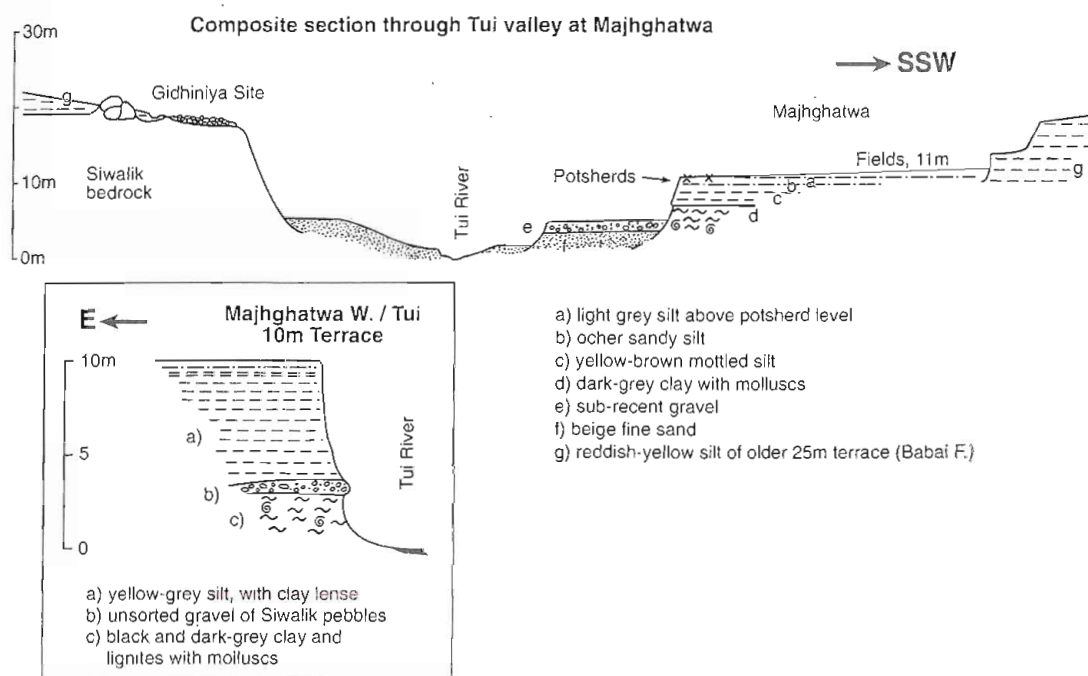 Composite section through Tui valley at Majhghatwa
30m
10m
0m
SSW
g
Gidhiniya Site
Siwalik
bedrock
Tui River
Majhghatwa
Potsherds
Fields, 11m
a
b
c
d
e
f
g
E
Majhghatwa W. / Tui
10m Terrace
10m
5
0
a)
b)
c)
Tui River
a) yellow-grey silt, with clay lense
b) unsorted gravel of Siwalik pebbles
c) black and dark-grey clay and
lignites with molluscs
a) light grey silt above potsherd level
b) ocher sandy silt
c) yellow-brown mottled silt
d) dark-grey clay with molluscs
e) sub-recent gravel
f) beige fine sand
g) reddish-yellow silt of older 25m terrace (Babai F.)